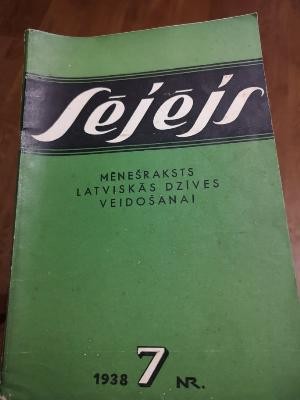 Sējējs
MĒNEŠRAKSTS
LATVISKĀS DZĪVES
VEIDOŠANAI
1938 7 NR.